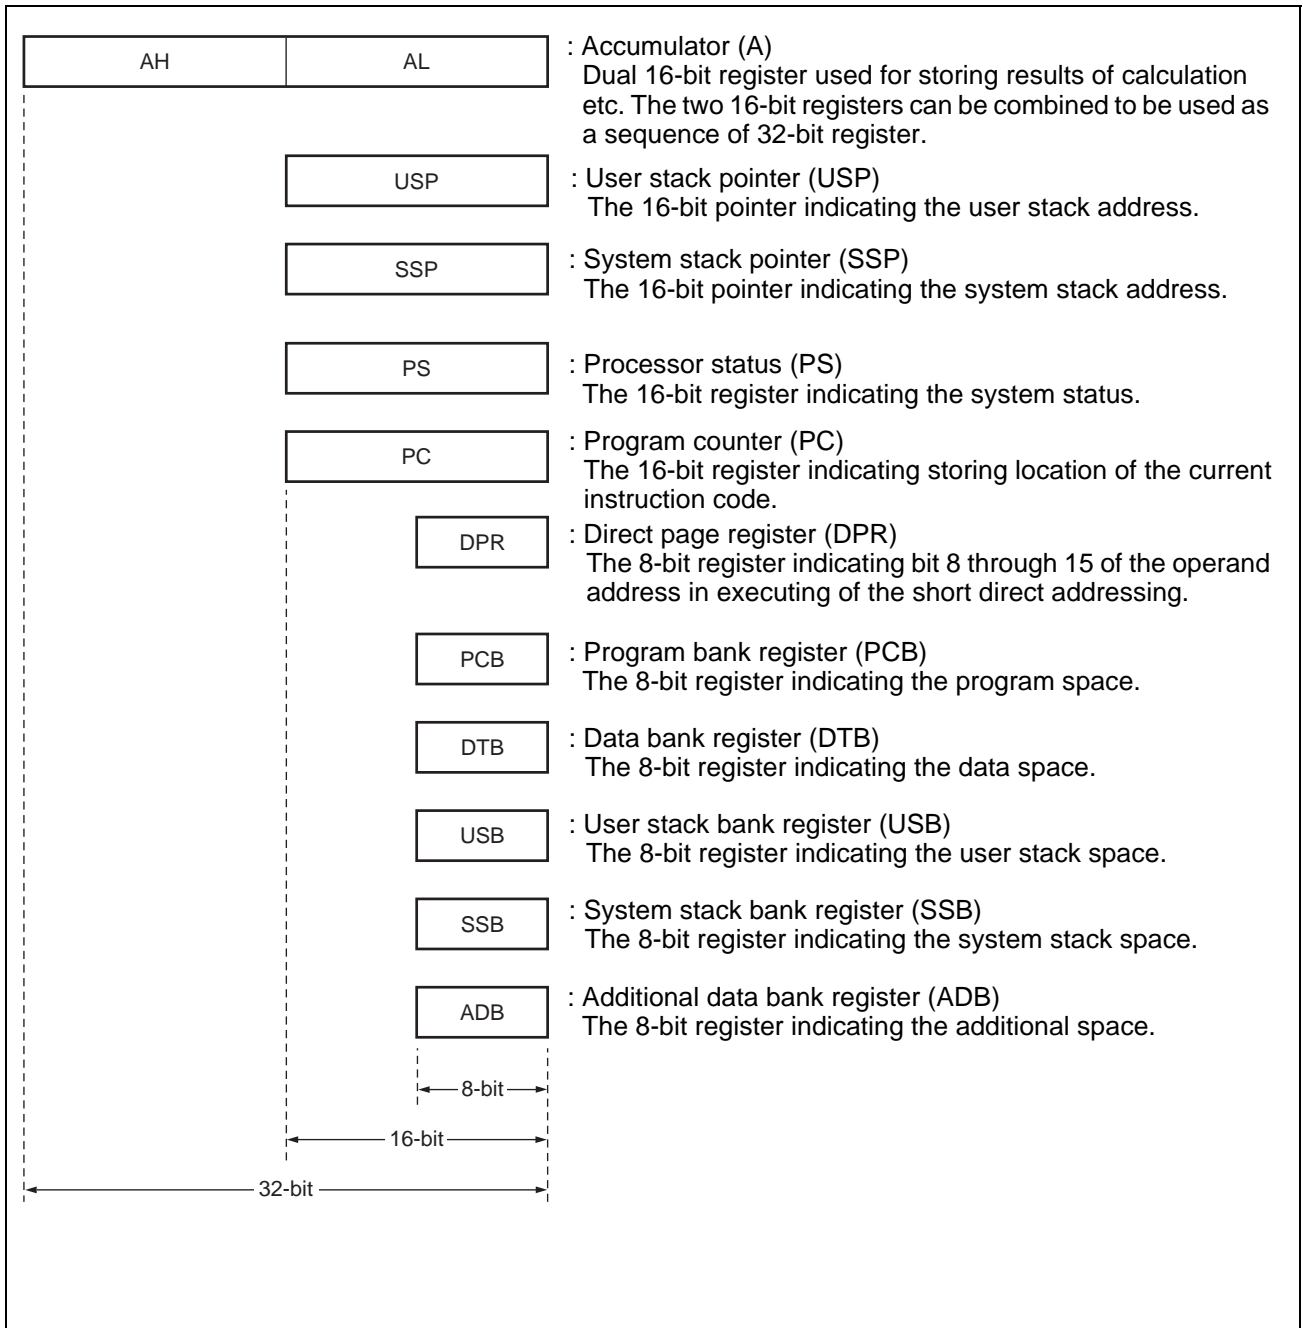 AH AL : Accumulator (A)
Dual 16-bit register used for storing results of calculation
etc. The two 16-bit registers can be combined to be used as
a sequence of 32-bit register.
USP : User stack pointer (USP)
The 16-bit pointer indicating the user stack address.
SSP : System stack pointer (SSP)
The 16-bit pointer indicating the system stack address.
PS : Processor status (PS)
The 16-bit register indicating the system status.
PC : Program counter (PC)
The 16-bit register indicating storing location of the current
instruction code.
DPR : Direct page register (DPR)
The 8-bit register indicating bit 8 through 15 of the operand
address in executing of the short direct addressing.
PCB : Program bank register (PCB)
The 8-bit register indicating the program space.
DTB : Data bank register (DTB)
The 8-bit register indicating the data space.
USB : User stack bank register (USB)
The 8-bit register indicating the user stack space.
SSB : System stack bank register (SSB)
The 8-bit register indicating the system stack space.
ADB : Additional data bank register (ADB)
The 8-bit register indicating the additional space.
8-bit
16-bit
32-bit